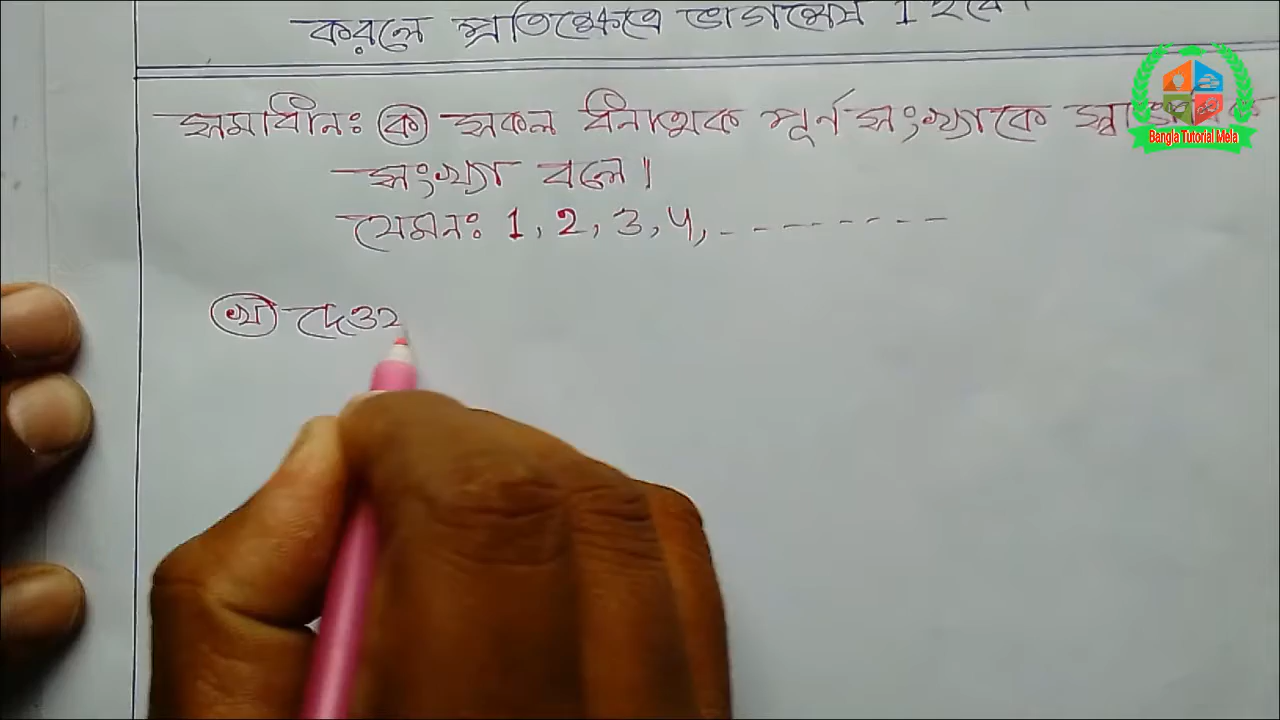 করলে প্রতিক্ষেত্রে ভাগশেষ 1 হবে।
সমাধানঃ (ক) সকল ধনাত্মক পূর্ন সংখ্যাকে স্বাভাবিক
সংখ্যা বলে।
যেমনঃ 1, 2, 3, 4, - - - - - - - -
(খ) দেওয়
Bangla Tutorial Mela